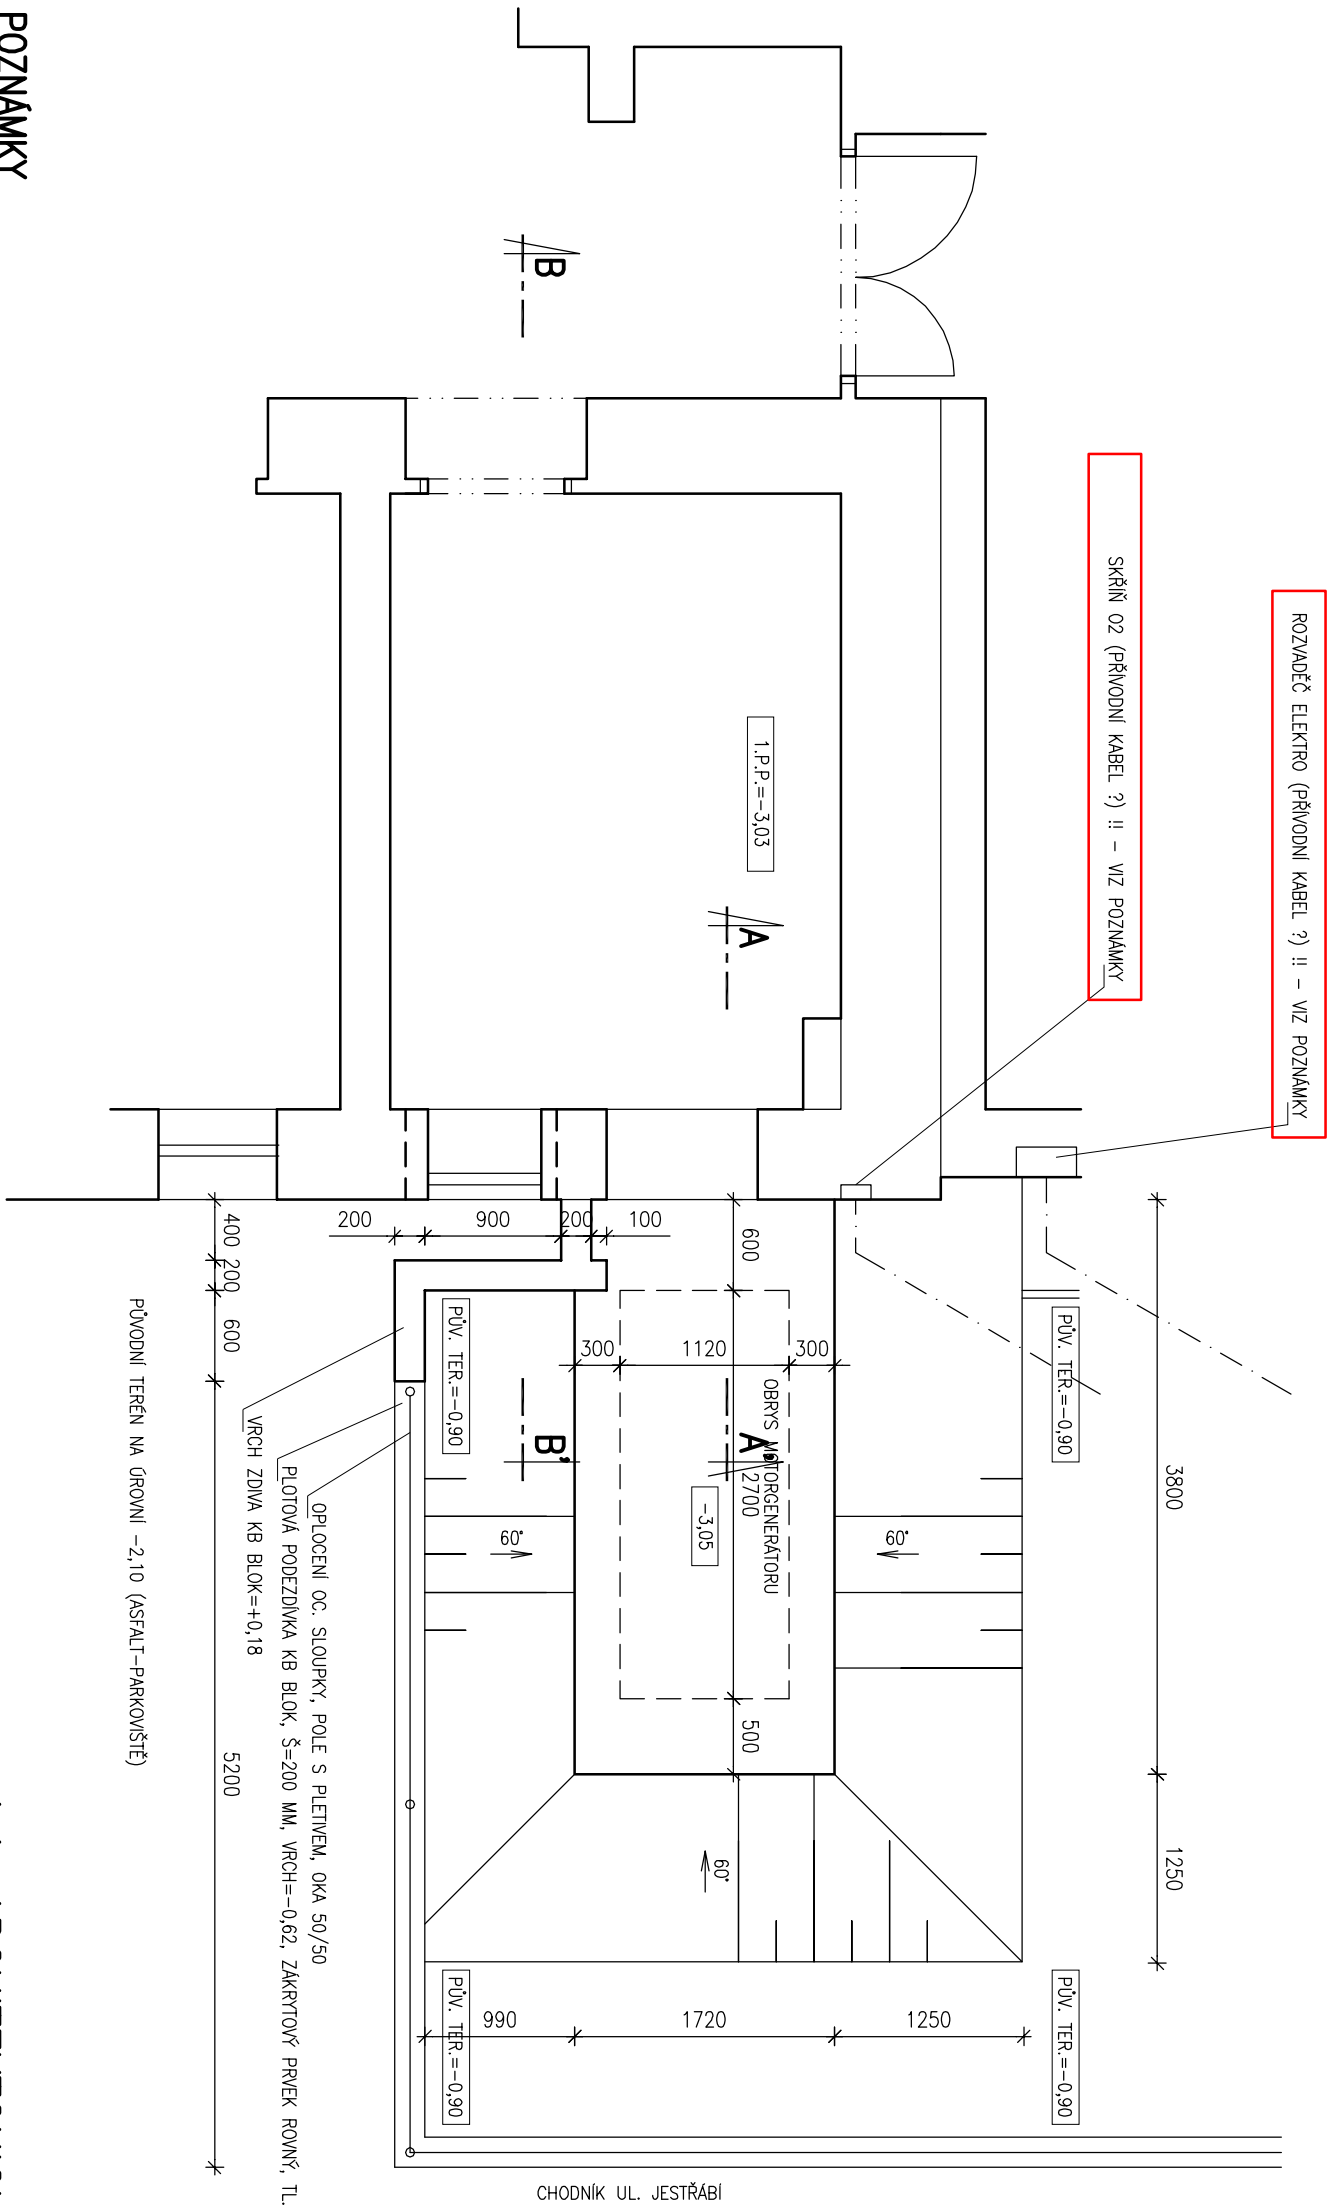 POZNÁMKY
ROZVADĚČ ELEKTRO (PŘÍVODNÍ KABEL ?) !! – VIZ POZNÁMKY
SKŘÍŇ O2 (PŘÍVODNÍ KABEL ?) !! – VIZ POZNÁMKY
B
1.P.P.=-3,03
A
3800
1250
600
100
200
900
200
400
200
600
5200
PŮV. TER.=-0,90
PŮV. TER.=-0,90
300
1120
300
OBRYS MOTORGENERÁTORU
2700
A'
B'
-3,05
500
60°
60°
60°
PŮV. TER.=-0,90
PŮV. TER.=-0,90
990
1720
1250
OPLOCENÍ OC. SLOUPKY, POLE S PLETIVEM, OKA 50/50
PLOTOVÁ PODEZDÍVKA KB BLOK, Š=200 MM, VRCH=-0,62, ZÁKRYTOVÝ PRVEK ROVNÝ, TL.
VRCH ZDIVA KB BLOK=+0,18
PŮVODNÍ TERÉN NA ÚROVNÍ -2,10 (ASFALT-PARKOVIŠTĚ)
CHODNÍK UL. JESTŘÁBÍ